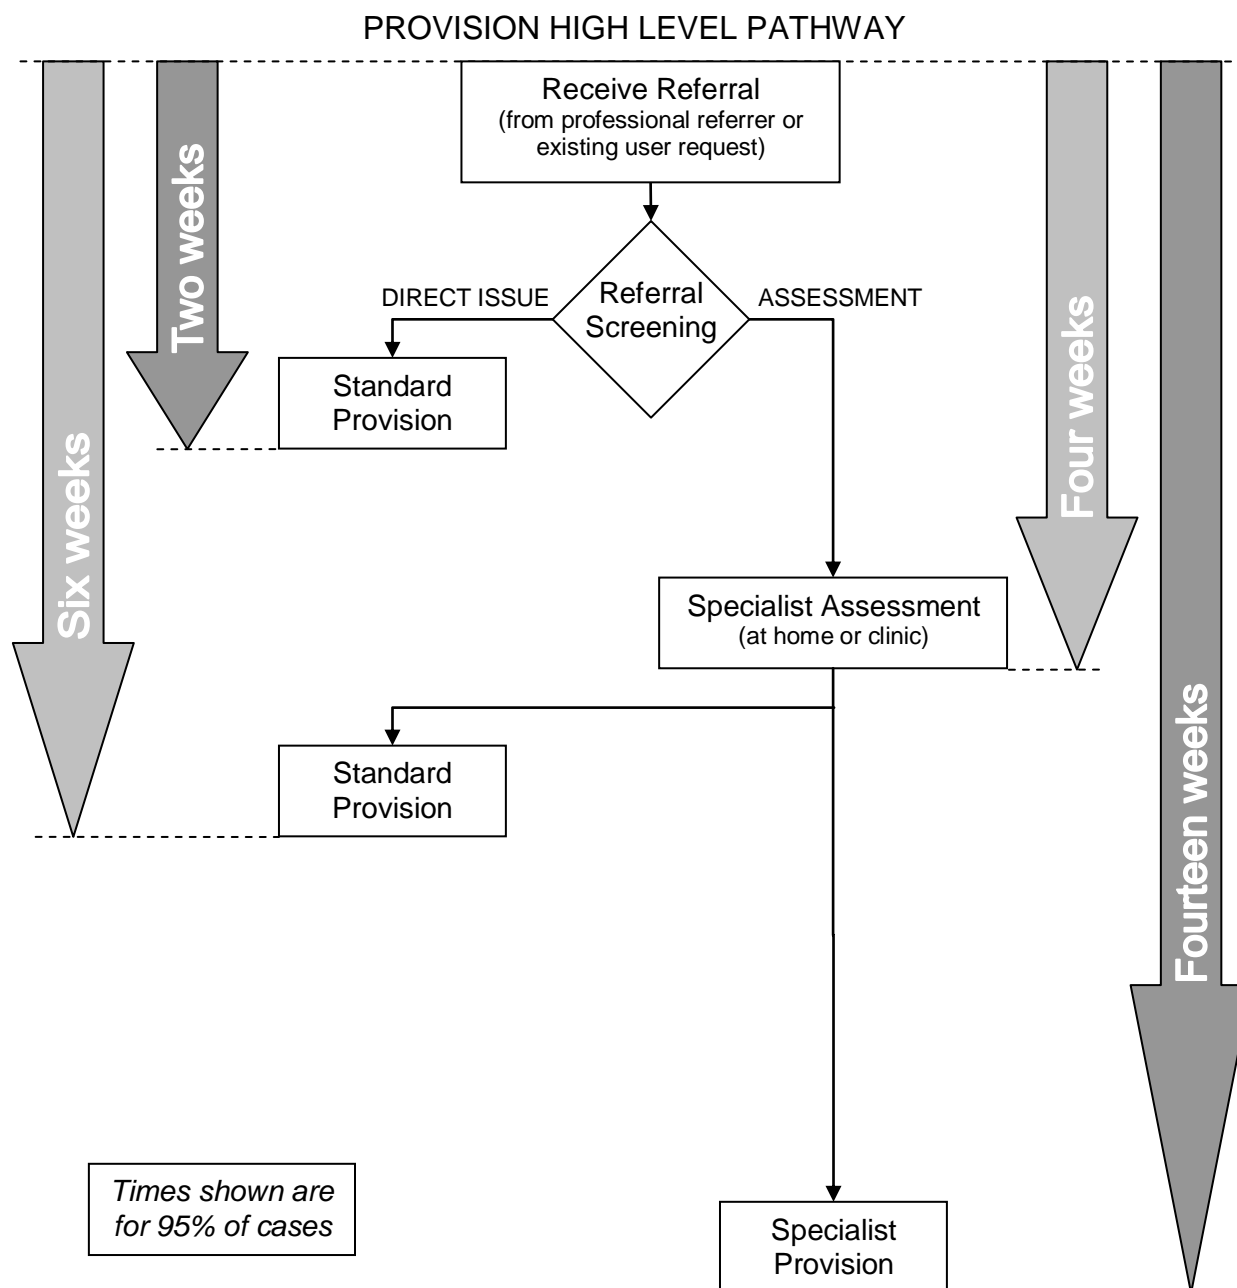 PROVISION HIGH LEVEL PATHWAY
Receive Referral
(from professional referrer or
existing user request)
Two weeks
Six weeks
Four weeks
Fourteen weeks
DIRECT ISSUE
Referral
Screening
ASSESSMENT
Standard
Provision
Specialist Assessment
(at home or clinic)
Standard
Provision
Times shown are
for 95% of cases
Specialist
Provision